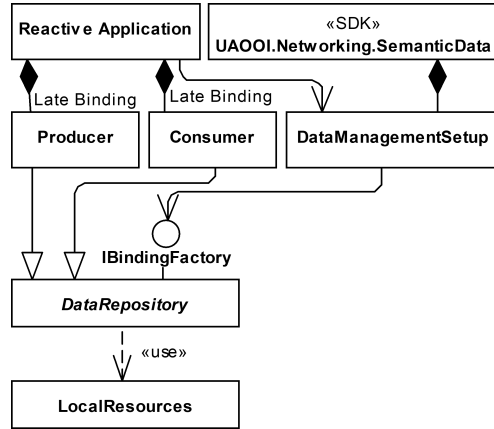 Reactive Application
«SDK»
UAOOI.Networking.SemanticData
Late Binding
Late Binding
Producer
Consumer
DataManagementSetup
IBindingFactory
DataRepository
«use»
LocalResources